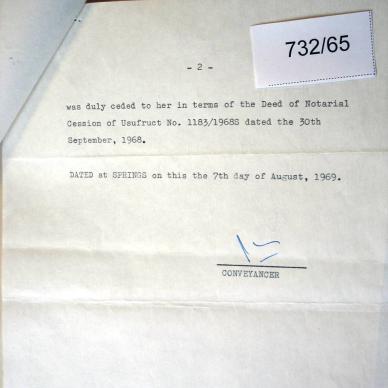 732/65
- 2 -
was duly ceded to her in terms of the Deed of Notarial
Cession of Usufruct No. 1183/1968S dated the 30th
September, 1968.
DATED at SPRINGS on this the 7th day of August, 1969.
CONVEYANCER